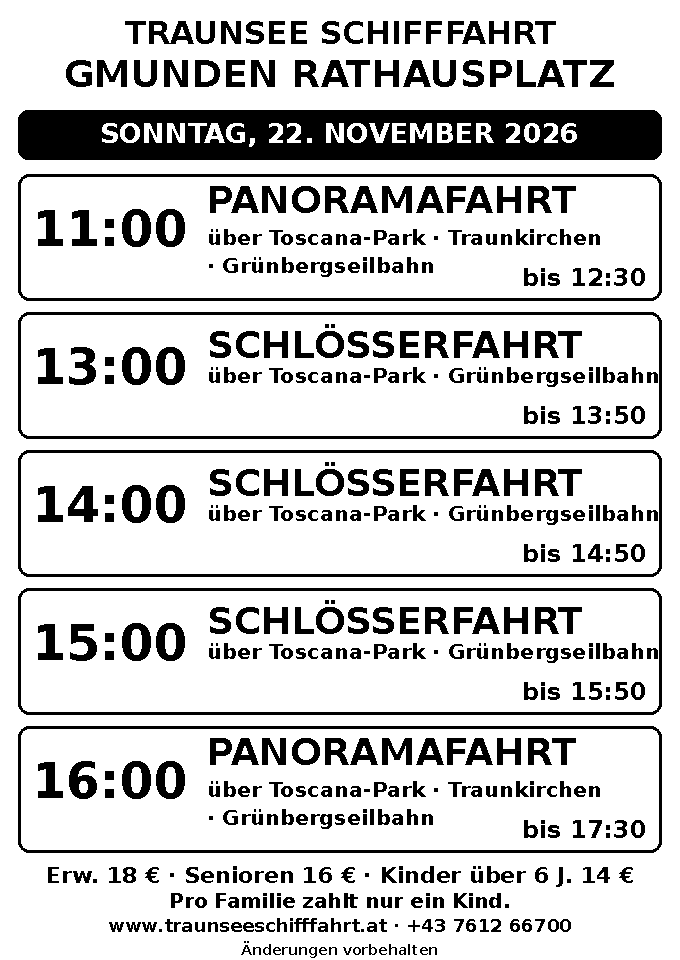 TRAUNSEE SCHIFFFAHRT
GMUNDEN RATHAUSPLATZ
SONNTAG, 22. NOVEMBER 2026
11:00
PANORAMAFAHRT
über Toscana-Park · Traunkirchen
· Grünbergseilbahn
bis 12:30
13:00
SCHLÖSSERFAHRT
über Toscana-Park · Grünbergseilbahn
bis 13:50
14:00
SCHLÖSSERFAHRT
über Toscana-Park · Grünbergseilbahn
bis 14:50
15:00
SCHLÖSSERFAHRT
über Toscana-Park · Grünbergseilbahn
bis 15:50
16:00
PANORAMAFAHRT
über Toscana-Park · Traunkirchen
· Grünbergseilbahn
bis 17:30
Erw. 18 € · Senioren 16 € · Kinder über 6 J. 14 €
Pro Familie zahlt nur ein Kind.
www.traunseeschifffahrt.at · +43 7612 66700
Änderungen vorbehalten